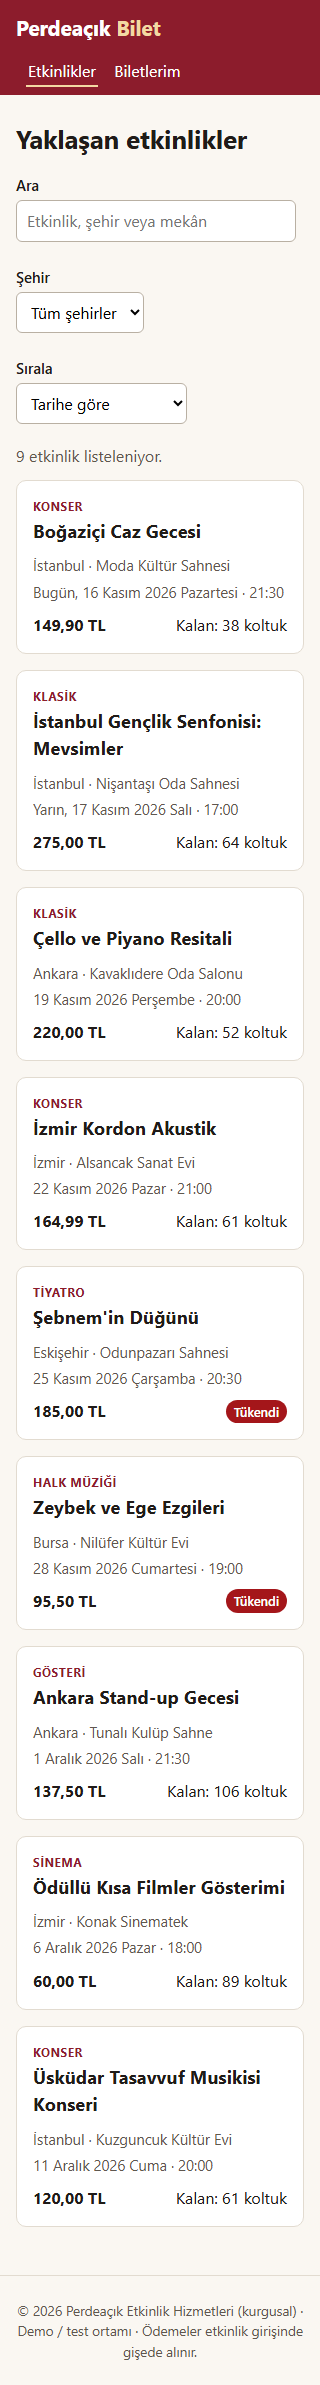 Perdeaçık Bilet
Etkinlikler Biletlerim
Yaklaşan etkinlikler
Ara
Etkinlik, şehir veya mekân
Şehir
Tüm şehirler
Sırala
Tarihe göre
9 etkinlik listeleniyor.
KONSER
Boğaziçi Caz Gecesi
İstanbul · Moda Kültür Sahnesi
Bugün, 16 Kasım 2026 Pazartesi · 21:30
149,90 TL Kalan: 38 koltuk
KLASİK
İstanbul Gençlik Senfonisi:
Mevsimler
İstanbul · Nişantaşı Oda Sahnesi
Yarın, 17 Kasım 2026 Salı · 17:00
275,00 TL Kalan: 64 koltuk
KLASİK
Çello ve Piyano Resitali
Ankara · Kavaklıdere Oda Salonu
19 Kasım 2026 Perşembe · 20:00
220,00 TL Kalan: 52 koltuk
KONSER
İzmir Kordon Akustik
İzmir · Alsancak Sanat Evi
22 Kasım 2026 Pazar · 21:00
164,99 TL Kalan: 61 koltuk
TİYATRO
Şebnem'in Düğünü
Eskişehir · Odunpazarı Sahnesi
25 Kasım 2026 Çarşamba · 20:30
185,00 TL Tükendi
HALK MÜZİĞİ
Zeybek ve Ege Ezgileri
Bursa · Nilüfer Kültür Evi
28 Kasım 2026 Cumartesi · 19:00
95,50 TL Tükendi
GÖSTERİ
Ankara Stand-up Gecesi
Ankara · Tunalı Kulüp Sahne
1 Aralık 2026 Salı · 21:30
137,50 TL Kalan: 106 koltuk
SİNEMA
Ödüllü Kısa Filmler Gösterimi
İzmir · Konak Sinematek
6 Aralık 2026 Pazar · 18:00
60,00 TL Kalan: 89 koltuk
KONSER
Üsküdar Tasavvuf Musikisi
Konseri
İstanbul · Kuzguncuk Kültür Evi
11 Aralık 2026 Cuma · 20:00
120,00 TL Kalan: 61 koltuk
© 2026 Perdeaçık Etkinlik Hizmetleri (kurgusal) ·
Demo / test ortamı · Ödemeler etkinlik girişinde
gişede alınır.